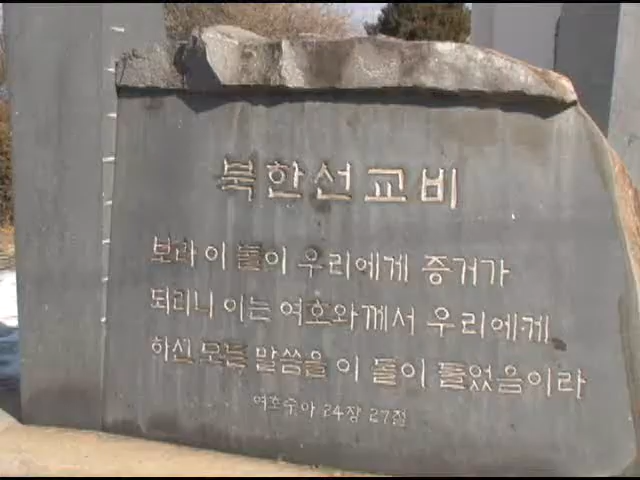 북한선교비
보라 이 돌이 우리에게 증거가
되리니 이는 여호와께서 우리에게
하신 모든 말씀을 이 돌이 들었음이라
여호수아 24장 27절